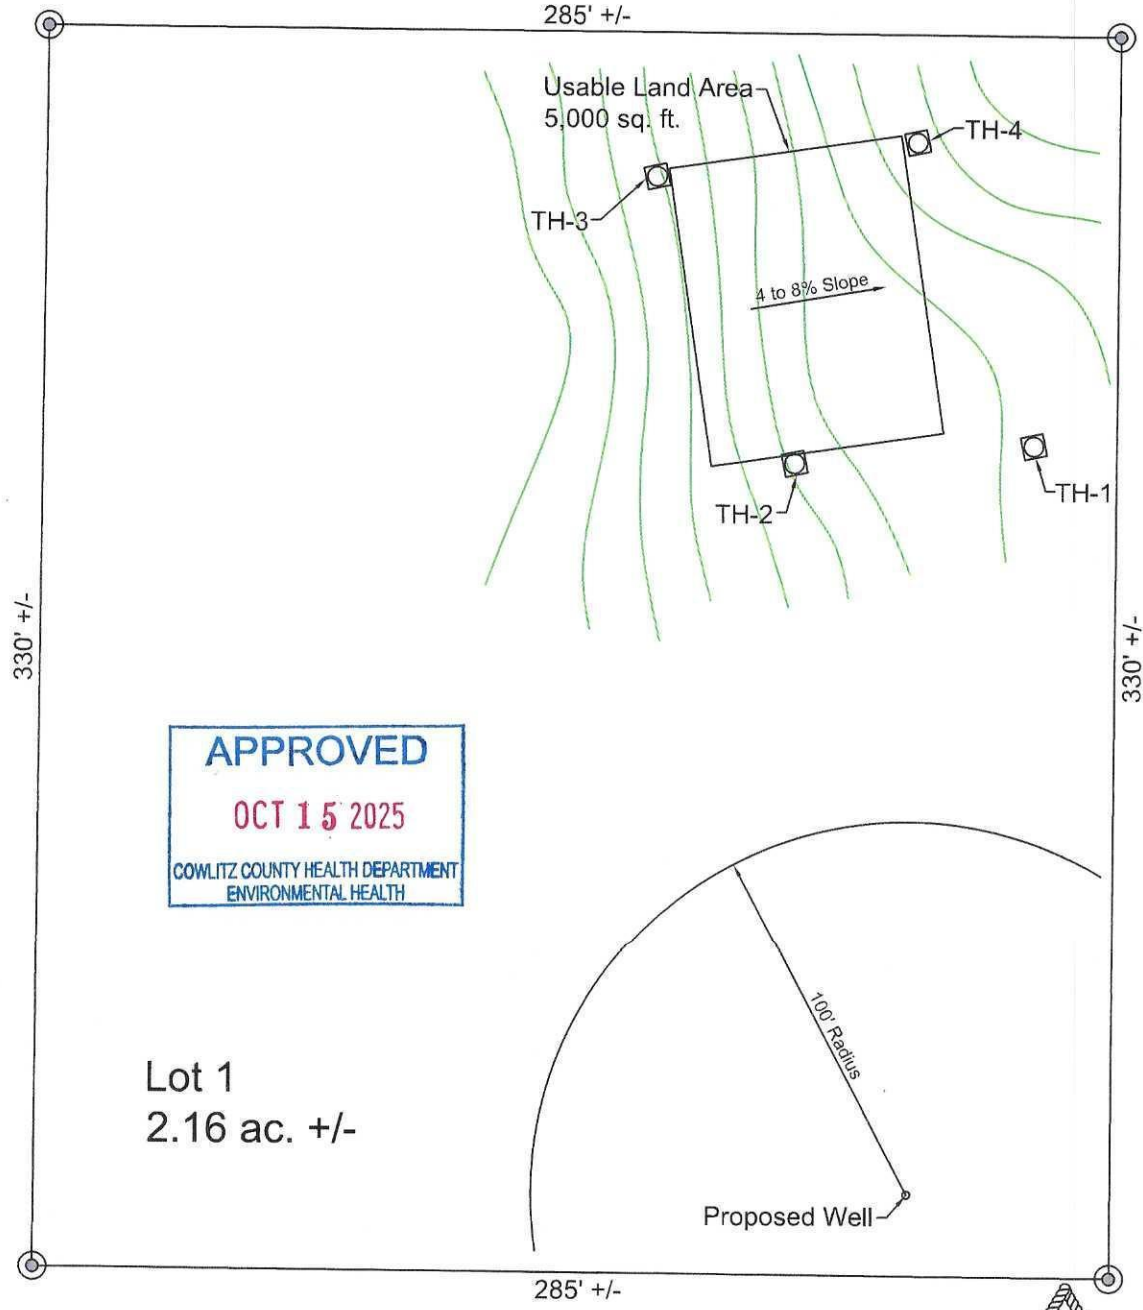 285' +/-
Usable Land Area
5,000 sq. ft.
TH-4
TH-3
4 to 8% Slope
TH-1
TH-2
330' +/-
330' +/-
APPROVED
OCT 15 2025
COWLITZ COUNTY HEALTH DEPARTMENT
ENVIRONMENTAL HEALTH
100' Radius
Lot 1
2.16 ac. +/-
Proposed Well
285' +/-